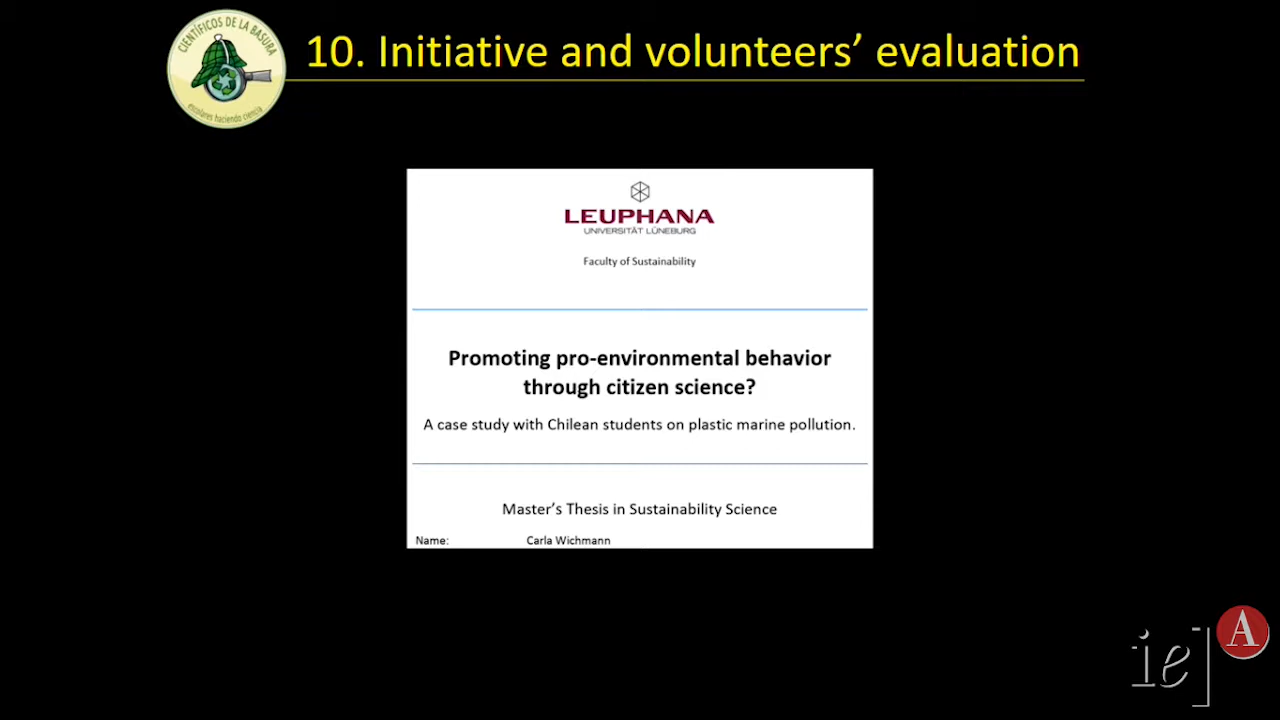 CIENTÍFICOS DE LA BASURA
escolares haciendo ciencia
10. Initiative and volunteers’ evaluation
LEUPHANA
UNIVERSITÄT LÜNEBURG
Faculty of Sustainability
Promoting pro-environmental behavior
through citizen science?
A case study with Chilean students on plastic marine pollution.
Master’s Thesis in Sustainability Science
Name: Carla Wichmann
ie]A